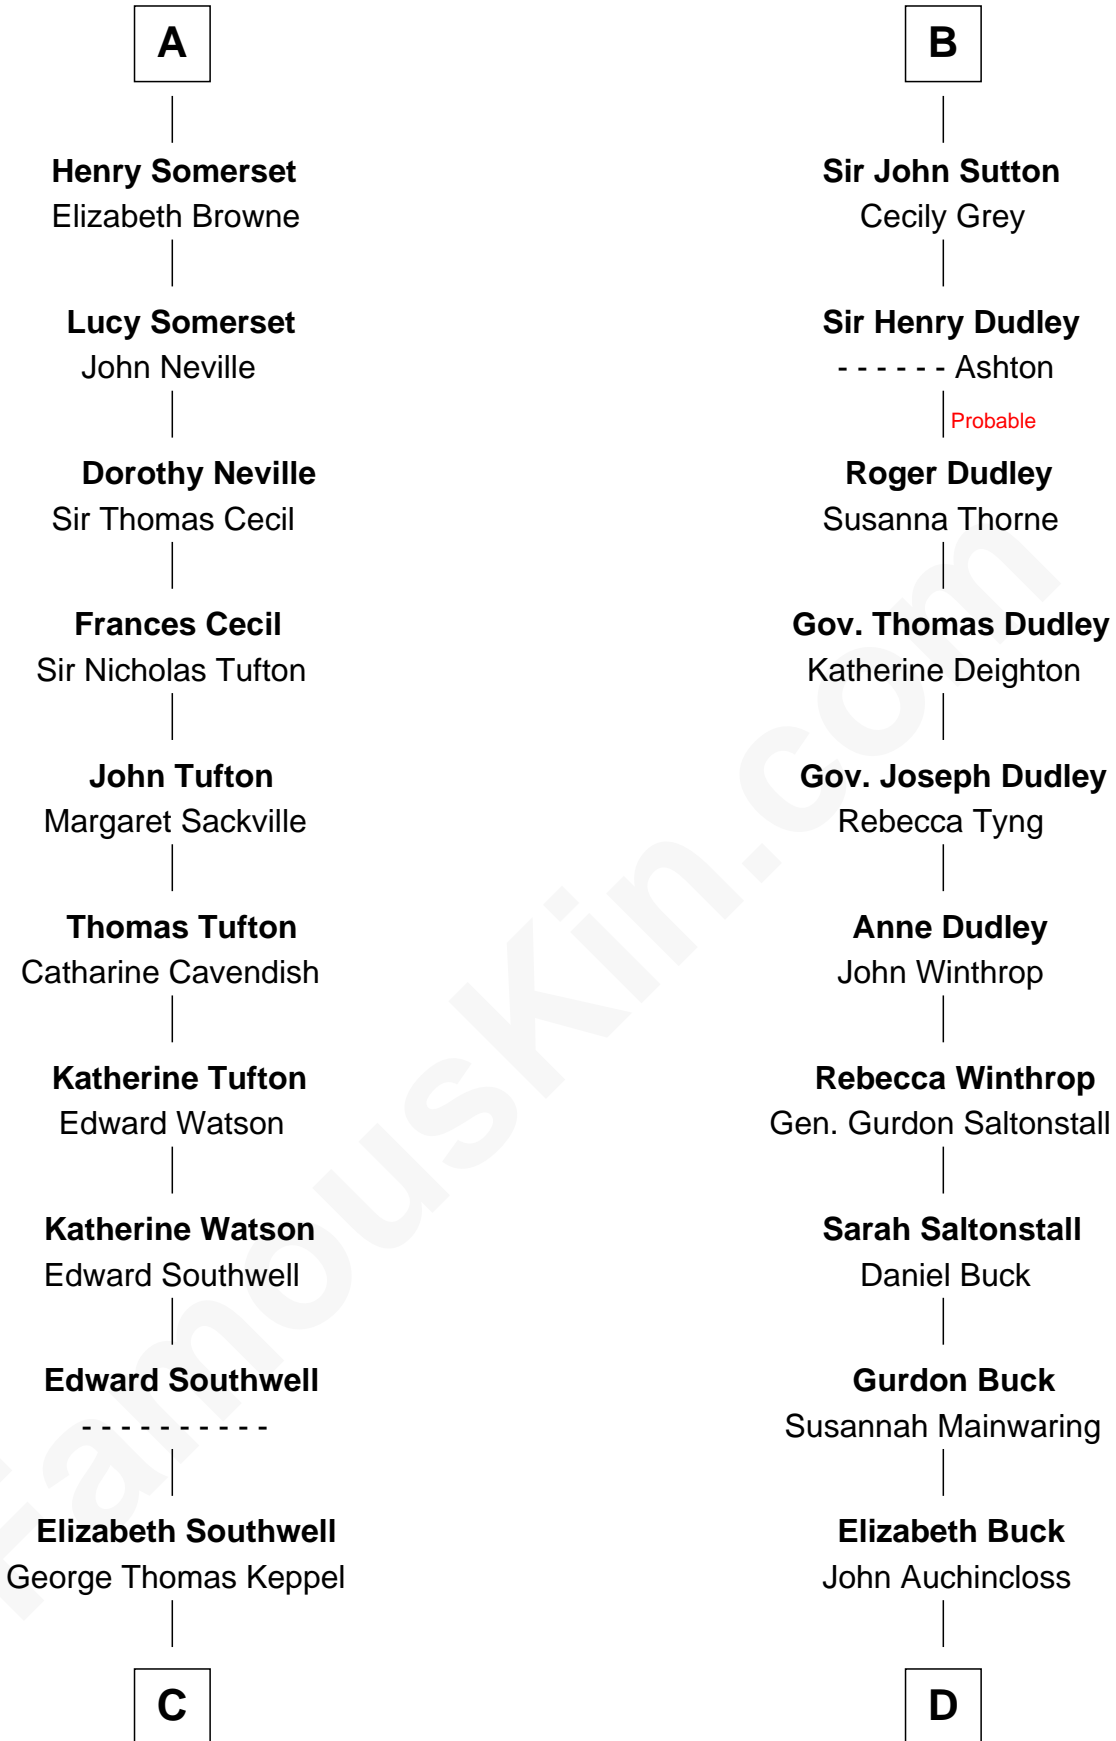 A
Henry Somerset
Elizabeth Browne
Lucy Somerset
John Neville
Dorothy Neville
Sir Thomas Cecil
Frances Cecil
Sir Nicholas Tufton
John Tufton
Margaret Sackville
Thomas Tufton
Catharine Cavendish
Katherine Tufton
Edward Watson
Katherine Watson
Edward Southwell
Edward Southwell
- - - - - - - - - -
Elizabeth Southwell
George Thomas Keppel
C
B
Sir John Sutton
Cecily Grey
Sir Henry Dudley
- - - - - - Ashton
Probable
Roger Dudley
Susanna Thorne
Gov. Thomas Dudley
Katherine Deighton
Gov. Joseph Dudley
Rebecca Tyng
Anne Dudley
John Winthrop
Rebecca Winthrop
Gen. Gurdon Saltonstall
Sarah Saltonstall
Daniel Buck
Gurdon Buck
Susannah Mainwaring
Elizabeth Buck
John Auchincloss
D
FamousKin.com